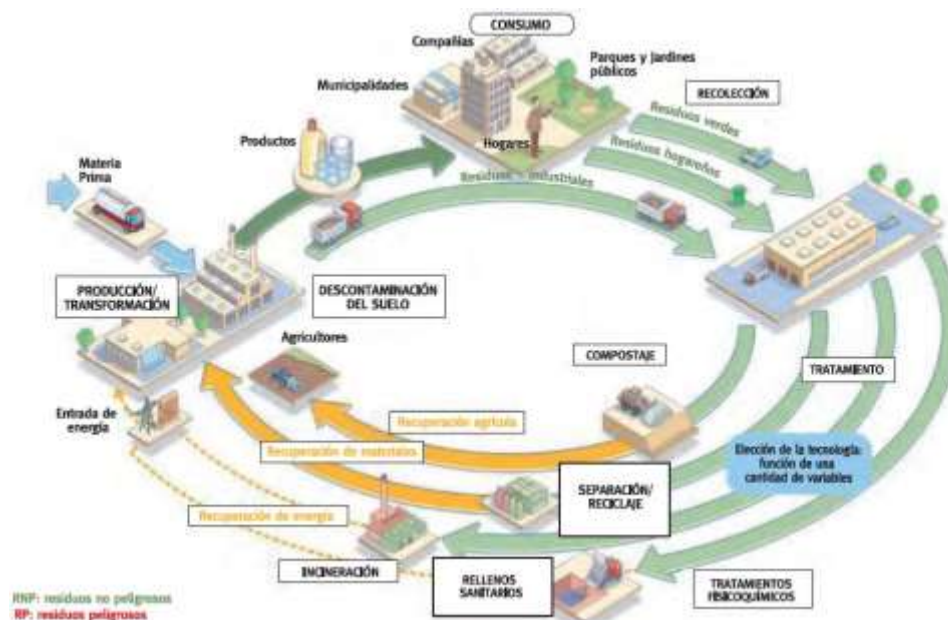 CONSUMO
Compañías
Parques y Jardines
públicos
Municipalidades
RECOLECCIÓN
Residuos verdes
Productos
Hogares
Residuos hogareños
Materia
Prima
Residuos industriales
PRODUCCIÓN/
TRANSFORMACIÓN
DESCONTAMINACIÓN
DEL SUELO
Agricultores
COMPOSTAJE
TRATAMIENTO
Entrada de
energía
Recuperación agrícola
Recuperación de materiales
Elección de la tecnología:
función de una
cantidad de variables
SEPARACIÓN/
RECICLAJE
Recuperación de energía
INCINERACIÓN
RELLENOS
SANITARIOS
TRATAMIENTOS
FISICOQUÍMICOS
RNP: residuos no peligrosos
RP: residuos peligrosos